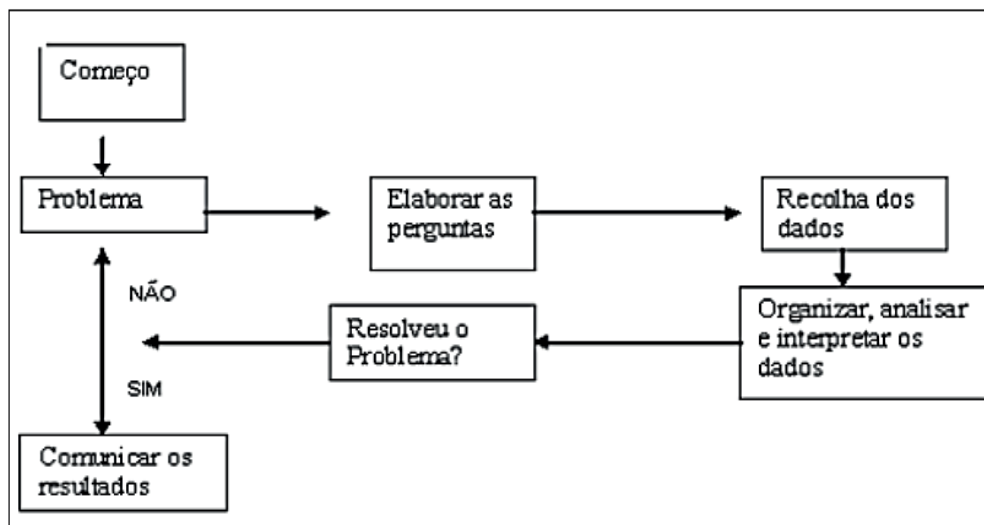 Começo
Problema
Elaborar as
perguntas
Recolha dos
dados
Organizar, analisar
e interpretar os
dados
Resolveu o
Problema?
NÃO
SIM
Comunicar os
resultados